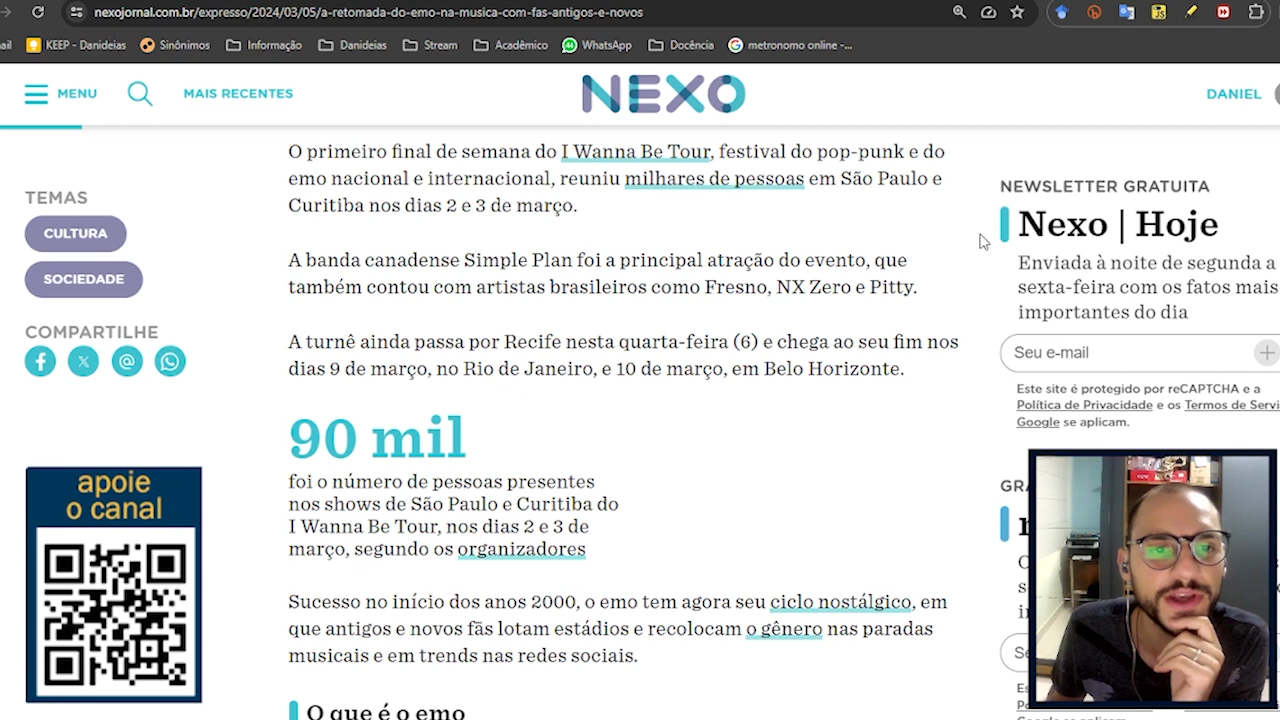 nexojornal.com.br/expresso/2024/03/05/a-retomada-do-emo-na-musica-com-fas-antigos-e-novos
ail KEEP - Danideias Sinônimos Informação Danideias Stream Acadêmico WhatsApp Docência metronomo online -...
MENU MAIS RECENTES NEXO DANIEL
TEMAS
CULTURA
SOCIEDADE
COMPARTILHE
apoie
o canal
O primeiro final de semana do I Wanna Be Tour, festival do pop-punk e do
emo nacional e internacional, reuniu milhares de pessoas em São Paulo e
Curitiba nos dias 2 e 3 de março.
A banda canadense Simple Plan foi a principal atração do evento, que
também contou com artistas brasileiros como Fresno, NX Zero e Pitty.
A turnê ainda passa por Recife nesta quarta-feira (6) e chega ao seu fim nos
dias 9 de março, no Rio de Janeiro, e 10 de março, em Belo Horizonte.
90 mil
foi o número de pessoas presentes
nos shows de São Paulo e Curitiba do
I Wanna Be Tour, nos dias 2 e 3 de
março, segundo os organizadores
Sucesso no início dos anos 2000, o emo tem agora seu ciclo nostálgico, em
que antigos e novos fãs lotam estádios e recolocam o gênero nas paradas
musicais e em trends nas redes sociais.
O que é o emo
NEWSLETTER GRATUITA
Nexo | Hoje
Enviada à noite de segunda a
sexta-feira com os fatos mais
importantes do dia
Seu e-mail
Este site é protegido por reCAPTCHA e a
Política de Privacidade e os Termos de Servi
Google se aplicam.